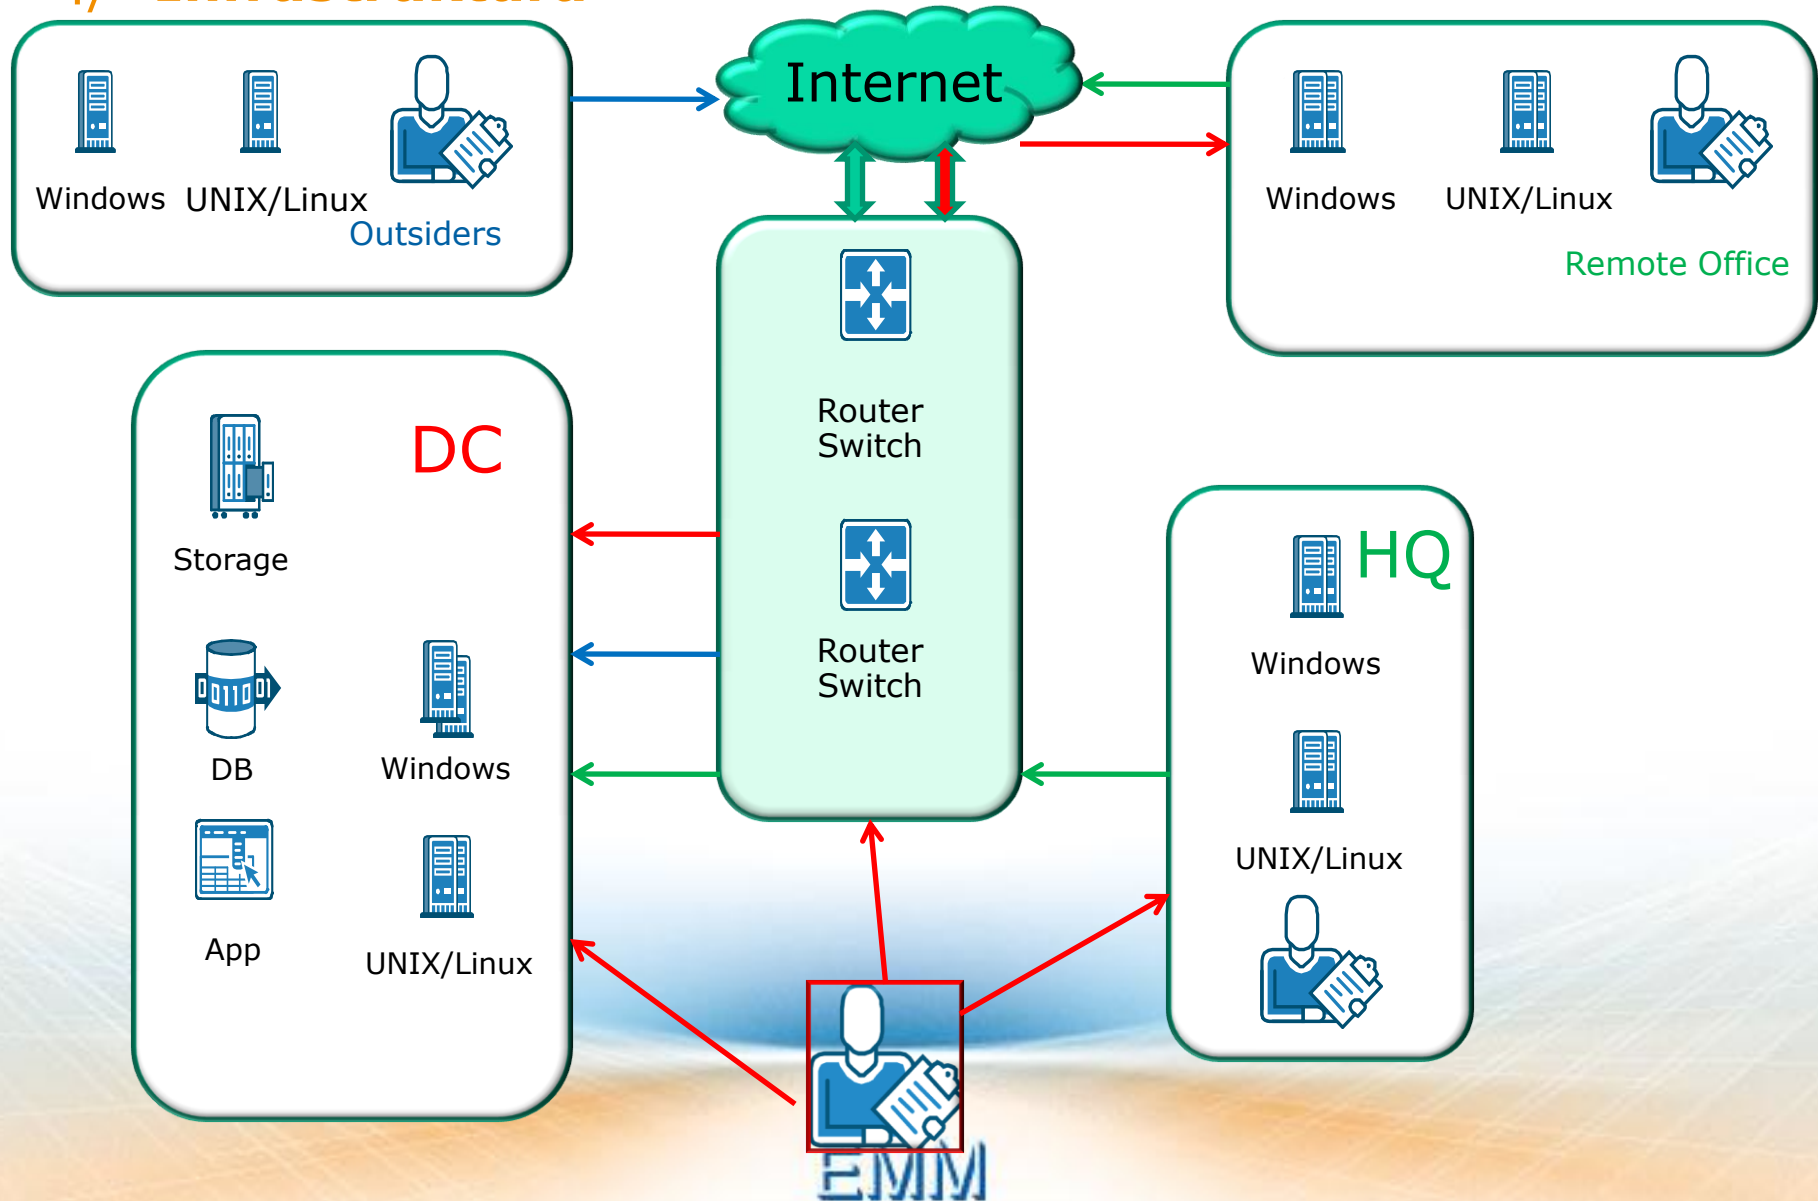 Internet
Windows
UNIX/Linux
Outsiders
Windows
UNIX/Linux
Remote Office
Router
Switch
Router
Switch
DC
Storage
DB
Windows
App
UNIX/Linux
HQ
Windows
UNIX/Linux
EMM